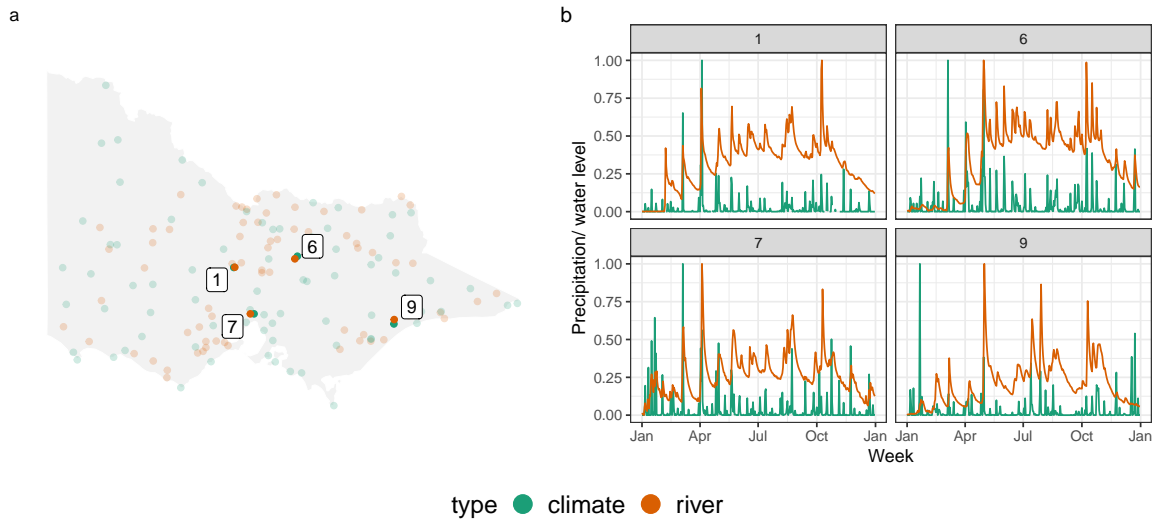 a
1
6
7
9
b
1
6
Precipitation/ water level
1.00
0.75
0.50
0.25
0.00
7
9
1.00
0.75
0.50
0.25
0.00
Jan Apr Jul Oct Jan
Jan Apr Jul Oct Jan
Week
type climate river